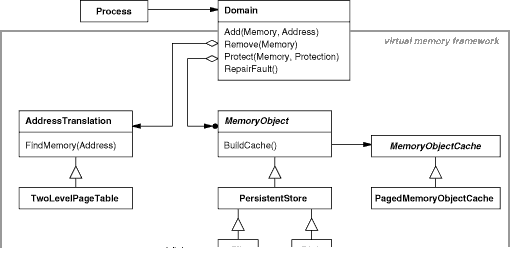 Process
Domain
Add(Memory, Address)
Remove(Memory)
Protect(Memory, Protection)
RepairFault()
virtual memory framework
AddressTranslation
FindMemory(Address)
MemoryObject
BuildCache()
MemoryObjectCache
TwoLevelPageTable
PersistentStore
PagedMemoryObjectCache